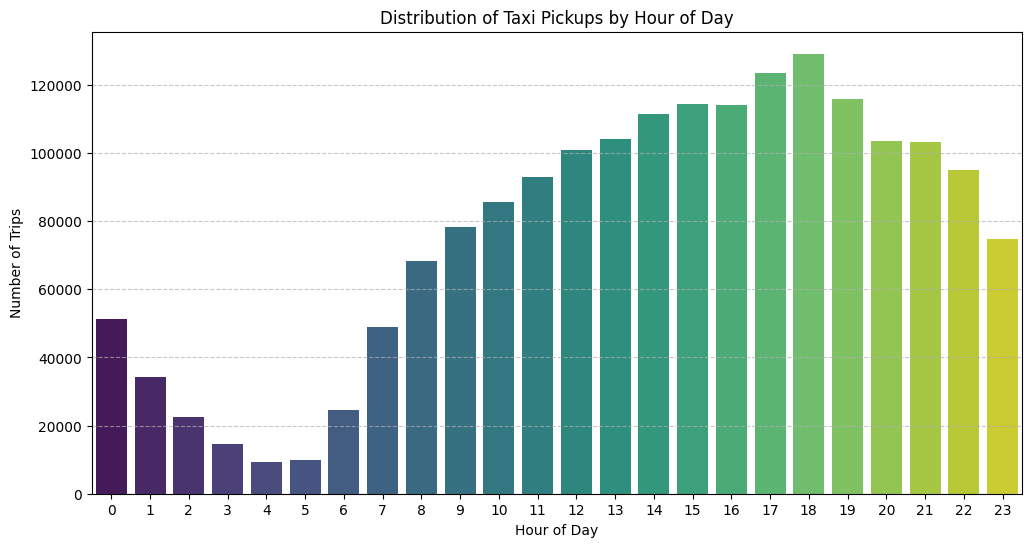 Distribution of Taxi Pickups by Hour of Day
Number of Trips
120000
100000
80000
60000
40000
20000
0
0 1 2 3 4 5 6 7 8 9 10 11 12 13 14 15 16 17 18 19 20 21 22 23
Hour of Day